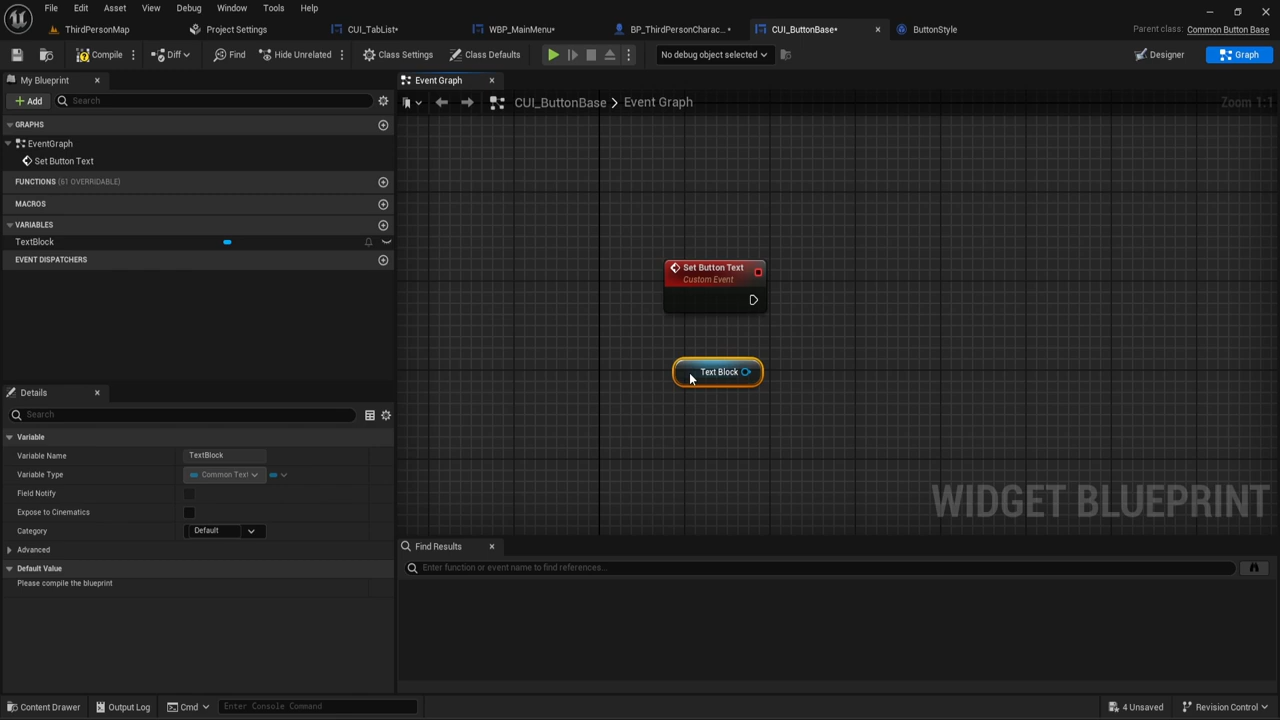 File Edit Asset View Debug Window Tools Help
ThirdPersonMap Project Settings CUI_TabList* WBP_MainMenu* BP_ThirdPersonCharac...* CUI_ButtonBase* ButtonStyle Parent class: Common Button Base
Compile Diff Find Hide Unrelated Class Settings Class Defaults No debug object selected Designer Graph
My Blueprint Event Graph
Add Search CUI_ButtonBase > Event Graph Zoom 1:1
GRAPHS
EventGraph
Set Button Text
FUNCTIONS (61 OVERRIDABLE)
MACROS
VARIABLES
TextBlock
EVENT DISPATCHERS
Set Button Text
Custom Event
Text Block
WIDGET BLUEPRINT
Details
Search
Variable
Variable Name TextBlock
Variable Type Common Text
Field Notify
Expose to Cinematics
Category Default
Advanced
Default Value
Please compile the blueprint
Find Results
Enter function or event name to find references...
Content Drawer Output Log Cmd Enter Console Command 4 Unsaved Revision Control